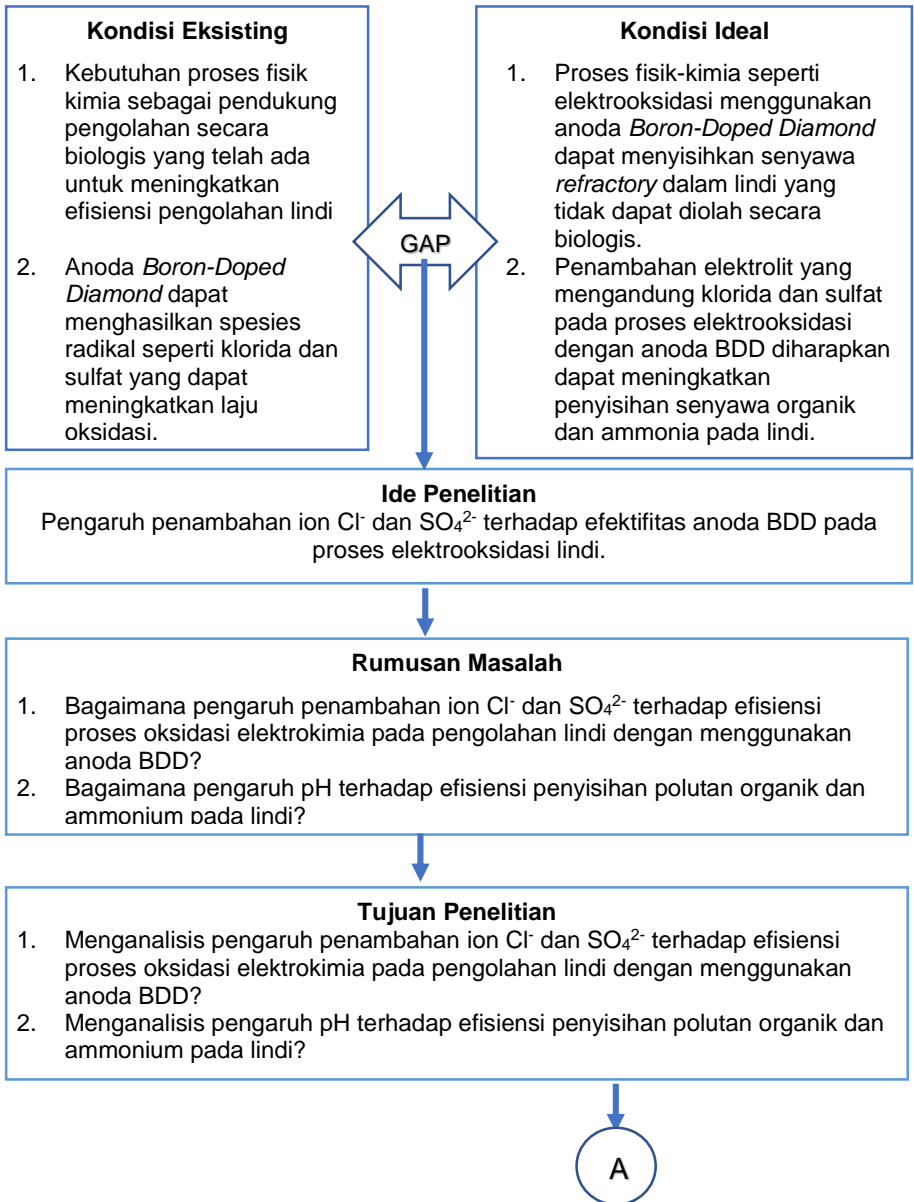 Kondisi Eksisting
1. Kebutuhan proses fisik
kimia sebagai pendukung
pengolahan secara
biologis yang telah ada
untuk meningkatkan
efisiensi pengolahan lindi
2. Anoda Boron-Doped
Diamond dapat
menghasilkan spesies
radikal seperti klorida dan
sulfat yang dapat
meningkatkan laju
oksidasi.
GAP
Kondisi Ideal
1. Proses fisik-kimia seperti
elektrooksidasi menggunakan
anoda Boron-Doped Diamond
dapat menyisihkan senyawa
refractory dalam lindi yang
tidak dapat diolah secara
biologis.
2. Penambahan elektrolit yang
mengandung klorida dan sulfat
pada proses elektrooksidasi
dengan anoda BDD diharapkan
dapat meningkatkan
penyisihan senyawa organik
dan ammonia pada lindi.
Ide Penelitian
Pengaruh penambahan ion Cl⁻ dan SO₄²⁻ terhadap efektifitas anoda BDD pada
proses elektrooksidasi lindi.
Rumusan Masalah
1. Bagaimana pengaruh penambahan ion Cl⁻ dan SO₄²⁻ terhadap efisiensi
proses oksidasi elektrokimia pada pengolahan lindi dengan menggunakan
anoda BDD?
2. Bagaimana pengaruh pH terhadap efisiensi penyisihan polutan organik dan
ammonium pada lindi?
Tujuan Penelitian
1. Menganalisis pengaruh penambahan ion Cl⁻ dan SO₄²⁻ terhadap efisiensi
proses oksidasi elektrokimia pada pengolahan lindi dengan menggunakan
anoda BDD?
2. Menganalisis pengaruh pH terhadap efisiensi penyisihan polutan organik dan
ammonium pada lindi?
A